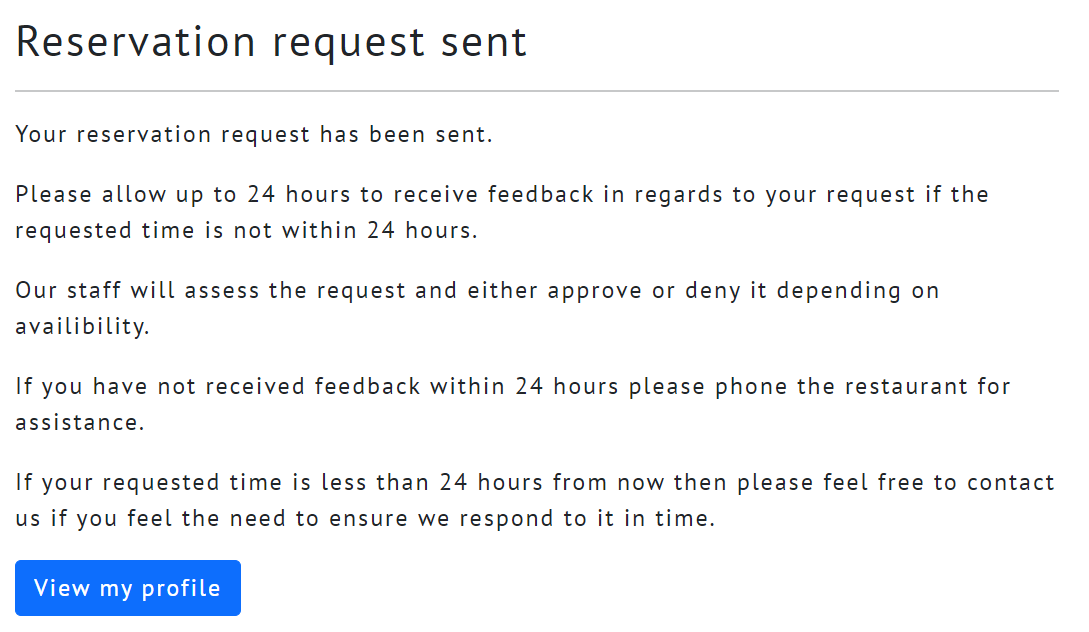 Reservation request sent
Your reservation request has been sent.
Please allow up to 24 hours to receive feedback in regards to your request if the
requested time is not within 24 hours.
Our staff will assess the request and either approve or deny it depending on
availibility.
If you have not received feedback within 24 hours please phone the restaurant for
assistance.
If your requested time is less than 24 hours from now then please feel free to contact
us if you feel the need to ensure we respond to it in time.
View my profile